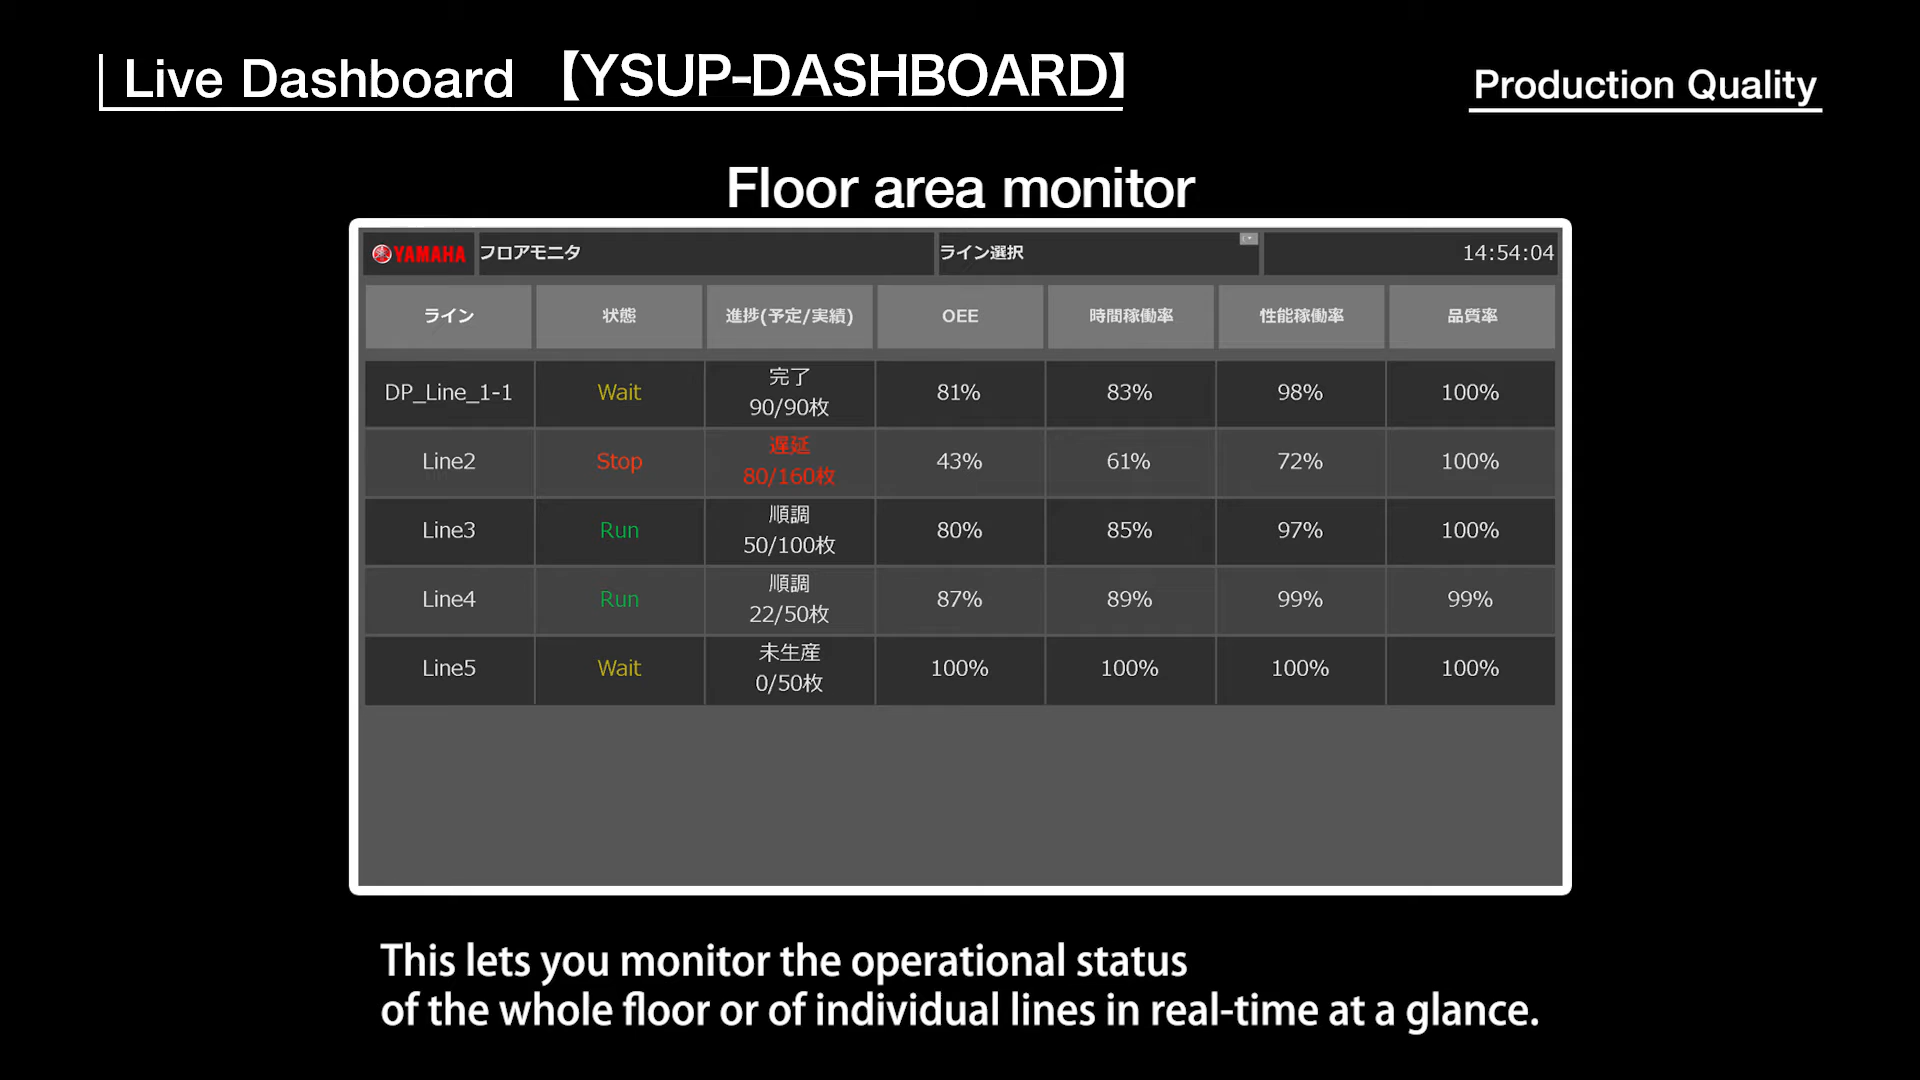 Live Dashboard 【YSUP-DASHBOARD】
Production Quality
Floor area monitor
YAMAHA フロアモニタ ライン選択 14:54:04
ライン 状態 進捗(予定/実績) OEE 時間稼働率 性能稼働率 品質率
DP_Line_1-1 Wait 完了 90/90枚 81% 83% 98% 100%
Line2 Stop 遅延 80/160枚 43% 61% 72% 100%
Line3 Run 順調 50/100枚 80% 85% 97% 100%
Line4 Run 順調 22/50枚 87% 89% 99% 99%
Line5 Wait 未生産 0/50枚 100% 100% 100% 100%
This lets you monitor the operational status
of the whole floor or of individual lines in real-time at a glance.